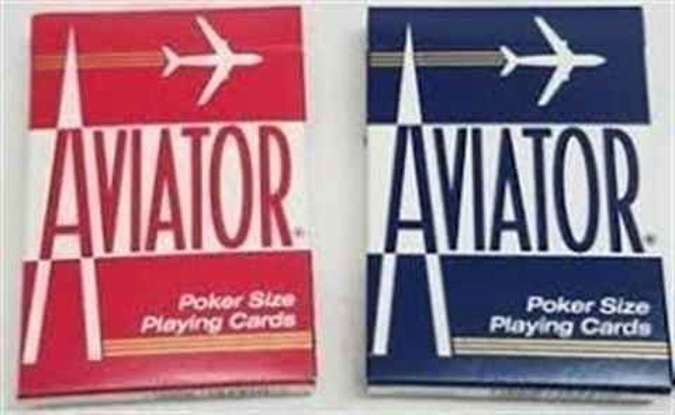 AVIATOR®
Poker Size
Playing Cards
AVIATOR®
Poker Size
Playing Cards